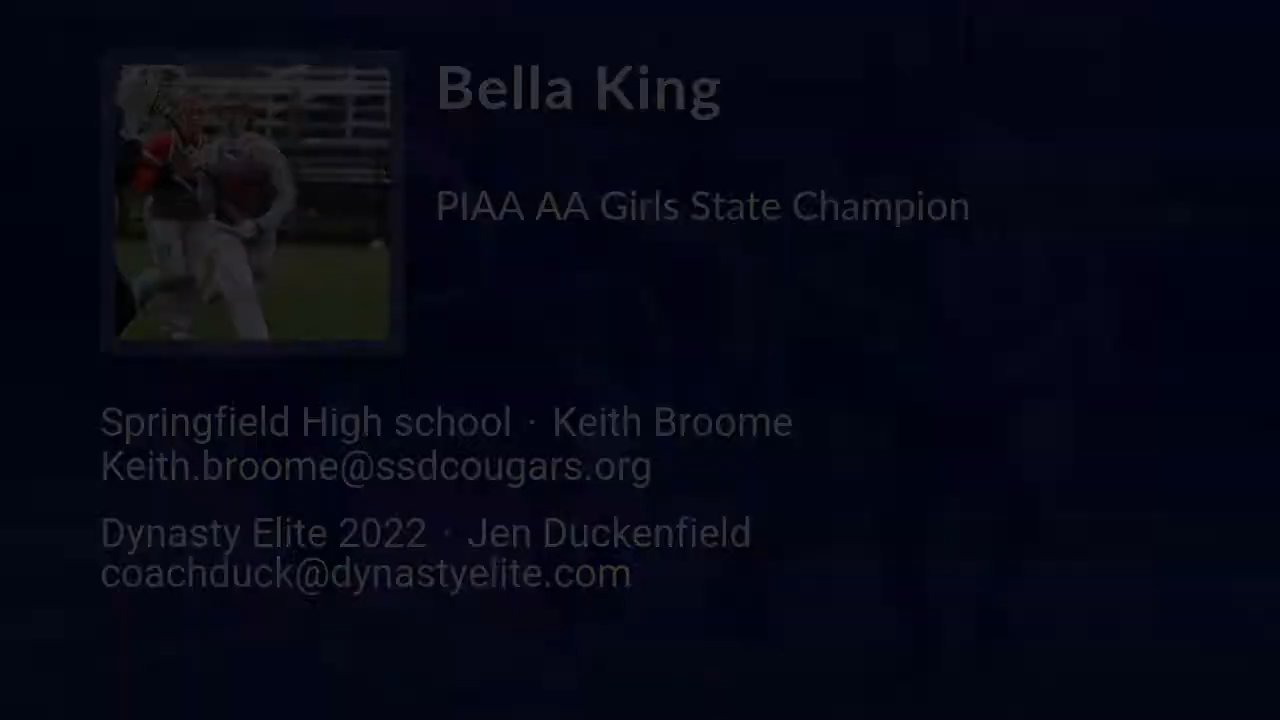 Bella King
PIAA AA Girls State Champion
Springfield High school · Keith Broome
Keith.broome@ssdcougars.org
Dynasty Elite 2022 · Jen Duckenfield
coachduck@dynastyelite.com